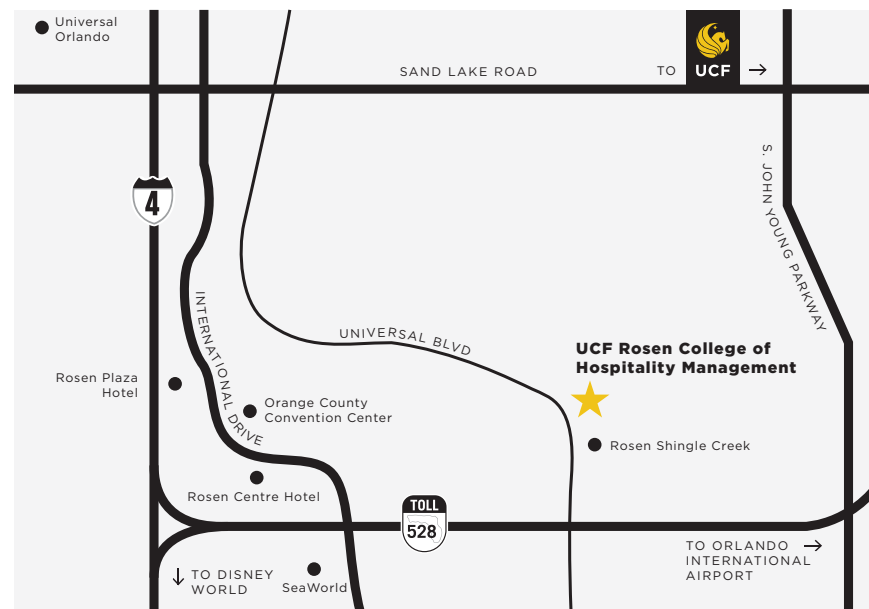 Universal
Orlando
SAND LAKE ROAD
TO
UCF
4
S. JOHN YOUNG PARKWAY
INTERNATIONAL DRIVE
UNIVERSAL BLVD
UCF Rosen College of
Hospitality Management
Rosen Plaza
Hotel
Orange County
Convention Center
Rosen Shingle Creek
Rosen Centre Hotel
TOLL
528
TO ORLANDO
INTERNATIONAL
AIRPORT
TO DISNEY
WORLD
SeaWorld